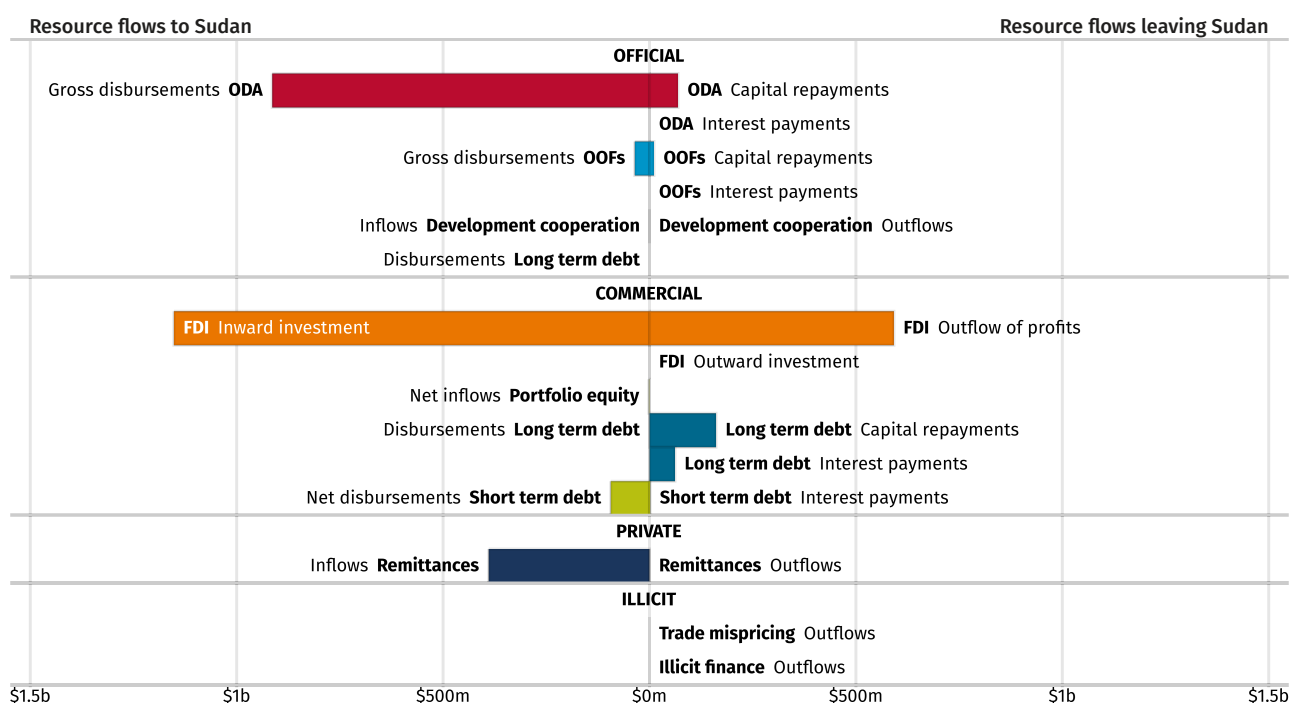 Resource flows to Sudan Resource flows leaving Sudan
OFFICIAL
Gross disbursements ODA ODA Capital repayments
ODA Interest payments
Gross disbursements OOFs OOFs Capital repayments
OOFs Interest payments
Inflows Development cooperation Development cooperation Outflows
Disbursements Long term debt
COMMERCIAL
FDI Inward investment FDI Outflow of profits
FDI Outward investment
Net inflows Portfolio equity
Disbursements Long term debt Long term debt Capital repayments
Long term debt Interest payments
Net disbursements Short term debt Short term debt Interest payments
PRIVATE
Inflows Remittances Remittances Outflows
ILLICIT
Trade mispricing Outflows
Illicit finance Outflows
$1.5b $1b $500m $0m $500m $1b $1.5b